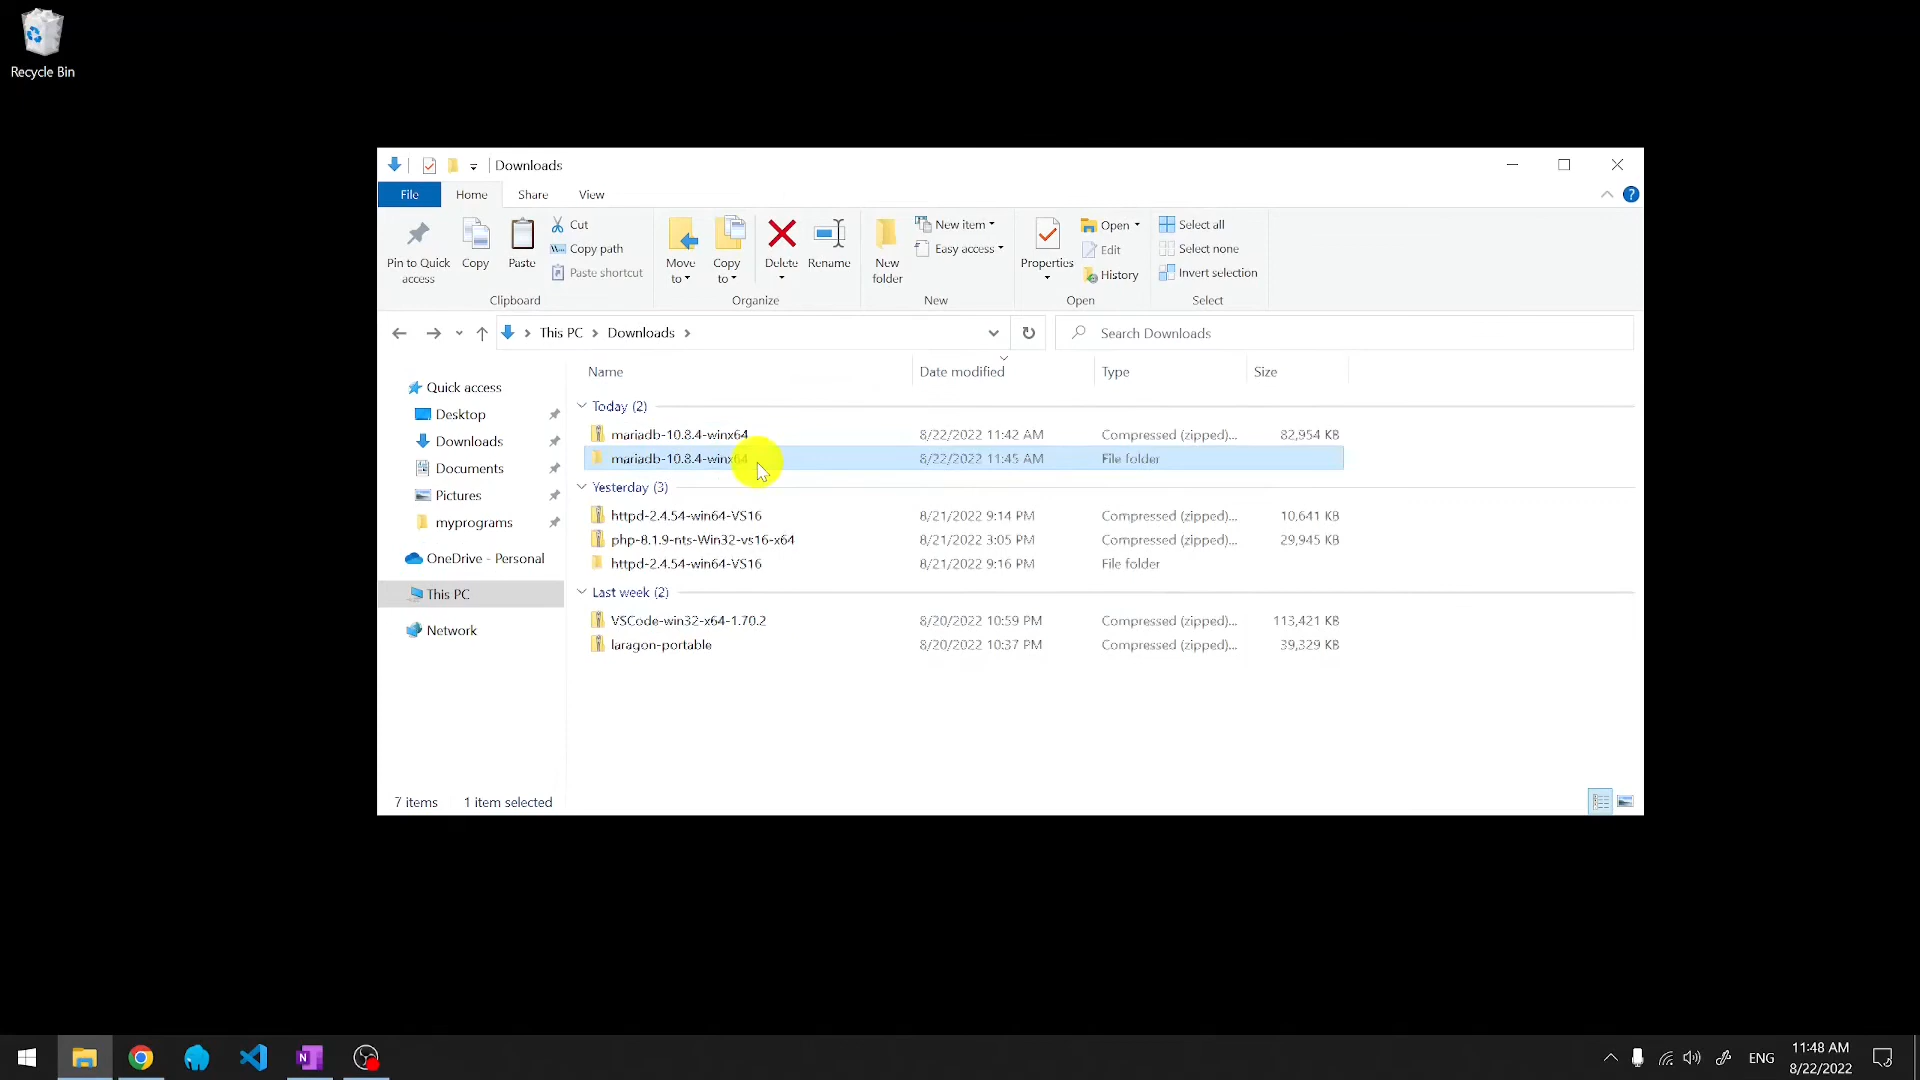 Recycle Bin
Downloads
File Home Share View
Pin to Quick access
Copy
Paste
Cut
Copy path
Paste shortcut
Clipboard
Move to
Copy to
Delete
Rename
Organize
New folder
New item
Easy access
New
Properties
Open
Edit
History
Open
Select all
Select none
Invert selection
Select
This PC > Downloads >
Search Downloads
Quick access
Desktop
Downloads
Documents
Pictures
myprograms
OneDrive - Personal
This PC
Network
Name Date modified Type Size
Today (2)
mariadb-10.8.4-winx64 8/22/2022 11:42 AM Compressed (zipped)... 82,954 KB
mariadb-10.8.4-winx64 8/22/2022 11:45 AM File folder
Yesterday (3)
httpd-2.4.54-win64-VS16 8/21/2022 9:14 PM Compressed (zipped)... 10,641 KB
php-8.1.9-nts-Win32-vs16-x64 8/21/2022 3:05 PM Compressed (zipped)... 29,945 KB
httpd-2.4.54-win64-VS16 8/21/2022 9:16 PM File folder
Last week (2)
VSCode-win32-x64-1.70.2 8/20/2022 10:59 PM Compressed (zipped)... 113,421 KB
laragon-portable 8/20/2022 10:37 PM Compressed (zipped)... 39,329 KB
7 items 1 item selected
N
ENG
11:48 AM
8/22/2022